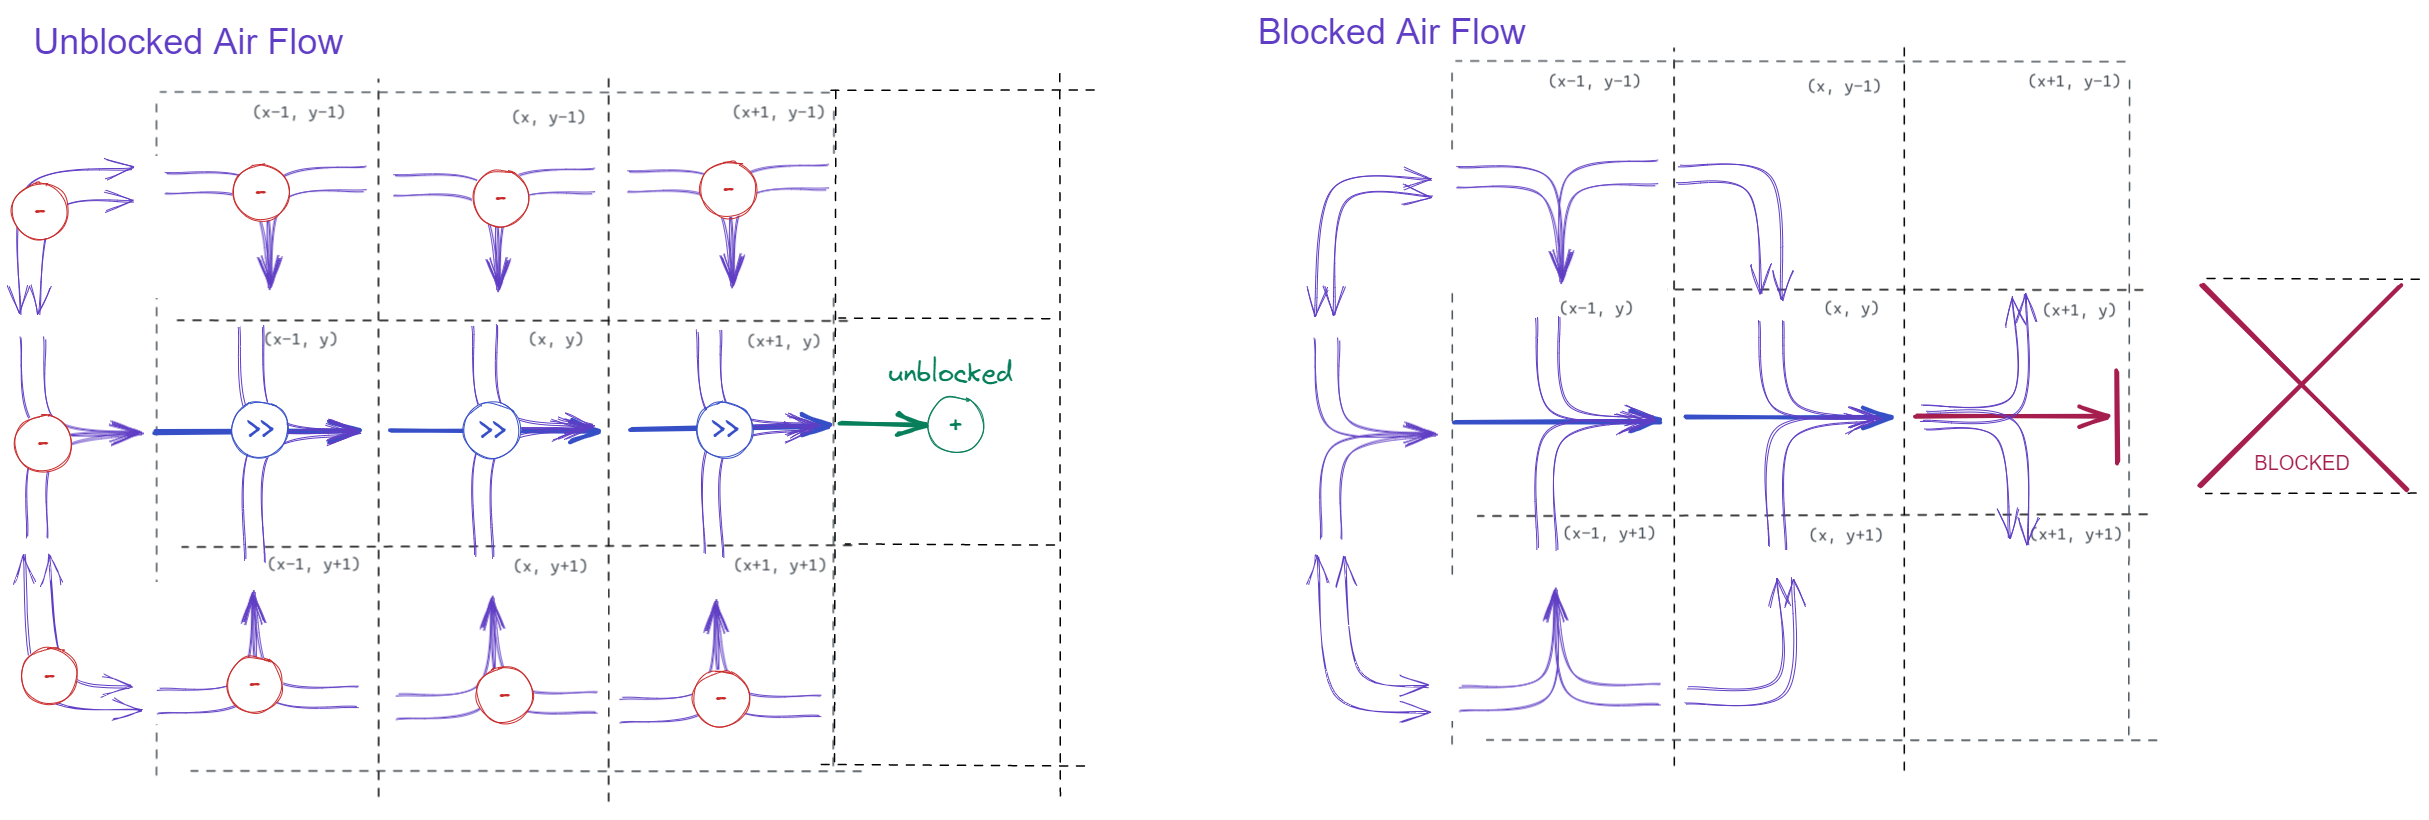 Unblocked Air Flow
(x-1, y-1)
(x, y-1)
(x+1, y-1)
-
-
-
-
(x-1, y)
(x, y)
(x+1, y)
unblocked
-
>>
>>
>>
+
(x-1, y+1)
(x, y+1)
(x+1, y+1)
-
-
-
-
Blocked Air Flow
(x-1, y-1)
(x, y-1)
(x+1, y-1)
(x-1, y)
(x, y)
(x+1, y)
BLOCKED
(x-1, y+1)
(x, y+1)
(x+1, y+1)